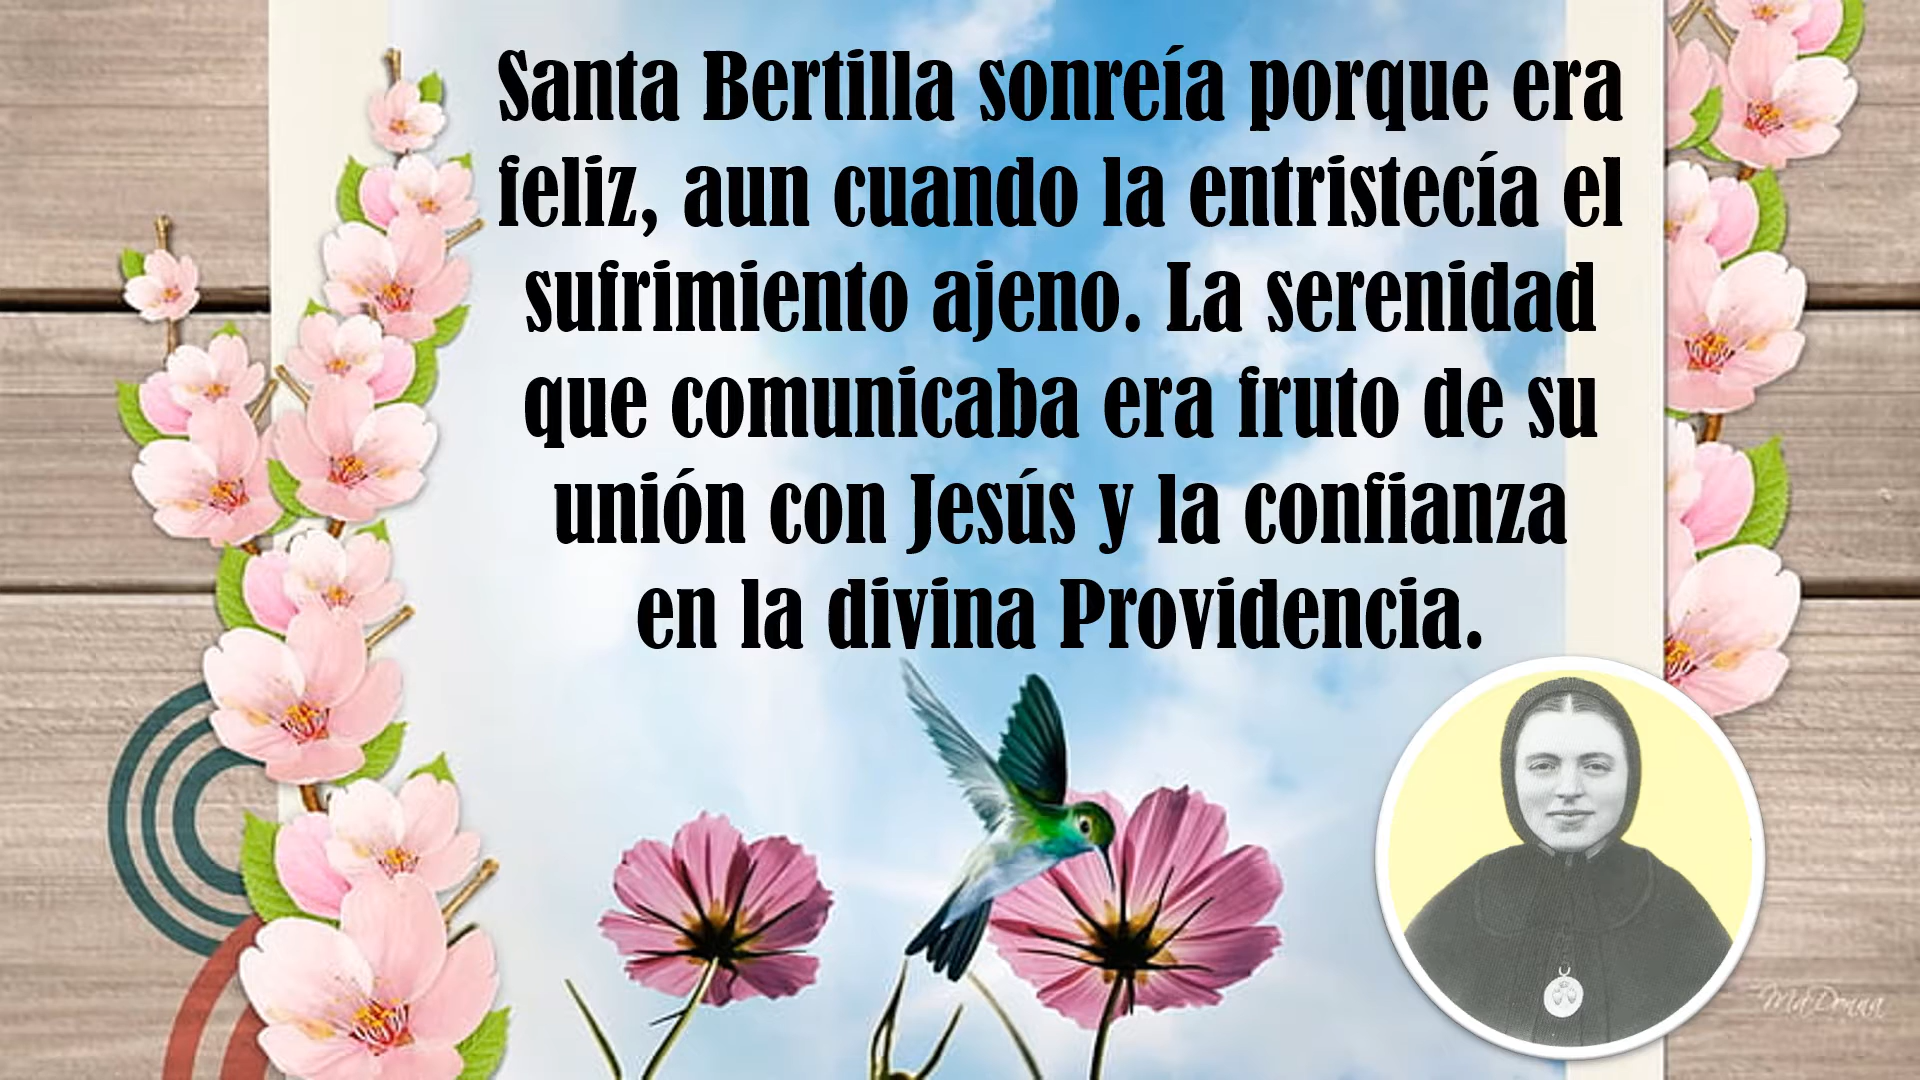 Santa Bertilla sonreía porque era
feliz, aun cuando la entristecía el
sufrimiento ajeno. La serenidad
que comunicaba era fruto de su
unión con Jesús y la confianza
en la divina Providencia.
MaDonna